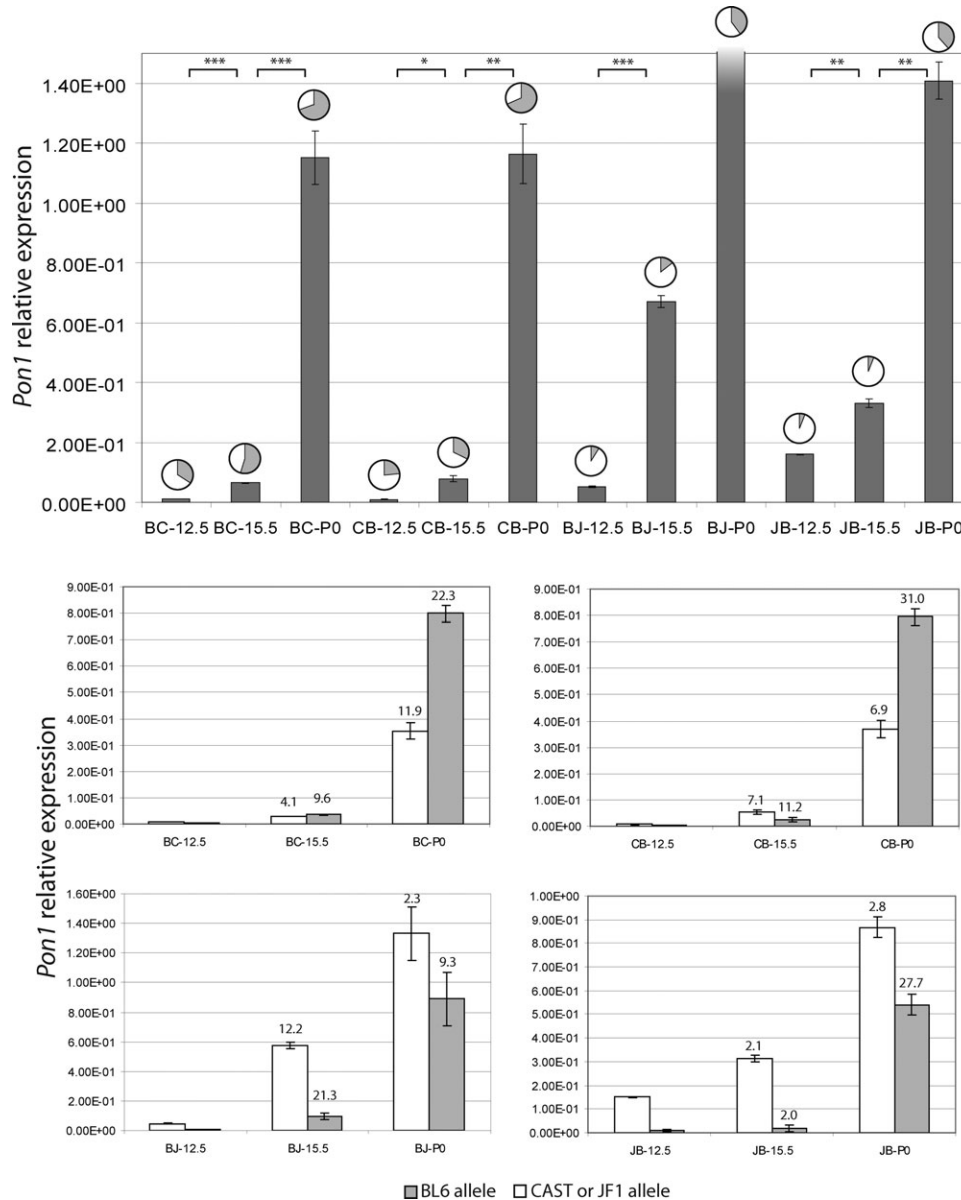 *** *** * ** *** ** **
1.40E+00
1.20E+00
1.00E+00
8.00E-01
6.00E-01
4.00E-01
2.00E-01
0.00E+00
Pon1 relative expression
BC-12.5 BC-15.5 BC-P0 CB-12.5 CB-15.5 CB-P0 BJ-12.5 BJ-15.5 BJ-P0 JB-12.5 JB-15.5 JB-P0
Pon1 relative expression
9.00E-01
8.00E-01
7.00E-01
6.00E-01
5.00E-01
4.00E-01
3.00E-01
2.00E-01
1.00E-01
0.00E+00
4.1 9.6 11.9 22.3
BC-12.5 BC-15.5 BC-P0
9.00E-01
8.00E-01
7.00E-01
6.00E-01
5.00E-01
4.00E-01
3.00E-01
2.00E-01
1.00E-01
0.00E+00
7.1 11.2 6.9 31.0
CB-12.5 CB-15.5 CB-P0
1.60E+00
1.40E+00
1.20E+00
1.00E+00
8.00E-01
6.00E-01
4.00E-01
2.00E-01
0.00E+00
12.2 21.3 2.3 9.3
BJ-12.5 BJ-15.5 BJ-P0
1.00E+00
9.00E-01
8.00E-01
7.00E-01
6.00E-01
5.00E-01
4.00E-01
3.00E-01
2.00E-01
1.00E-01
0.00E+00
2.1 2.0 2.8 27.7
JB-12.5 JB-15.5 JB-P0
BL6 allele CAST or JF1 allele